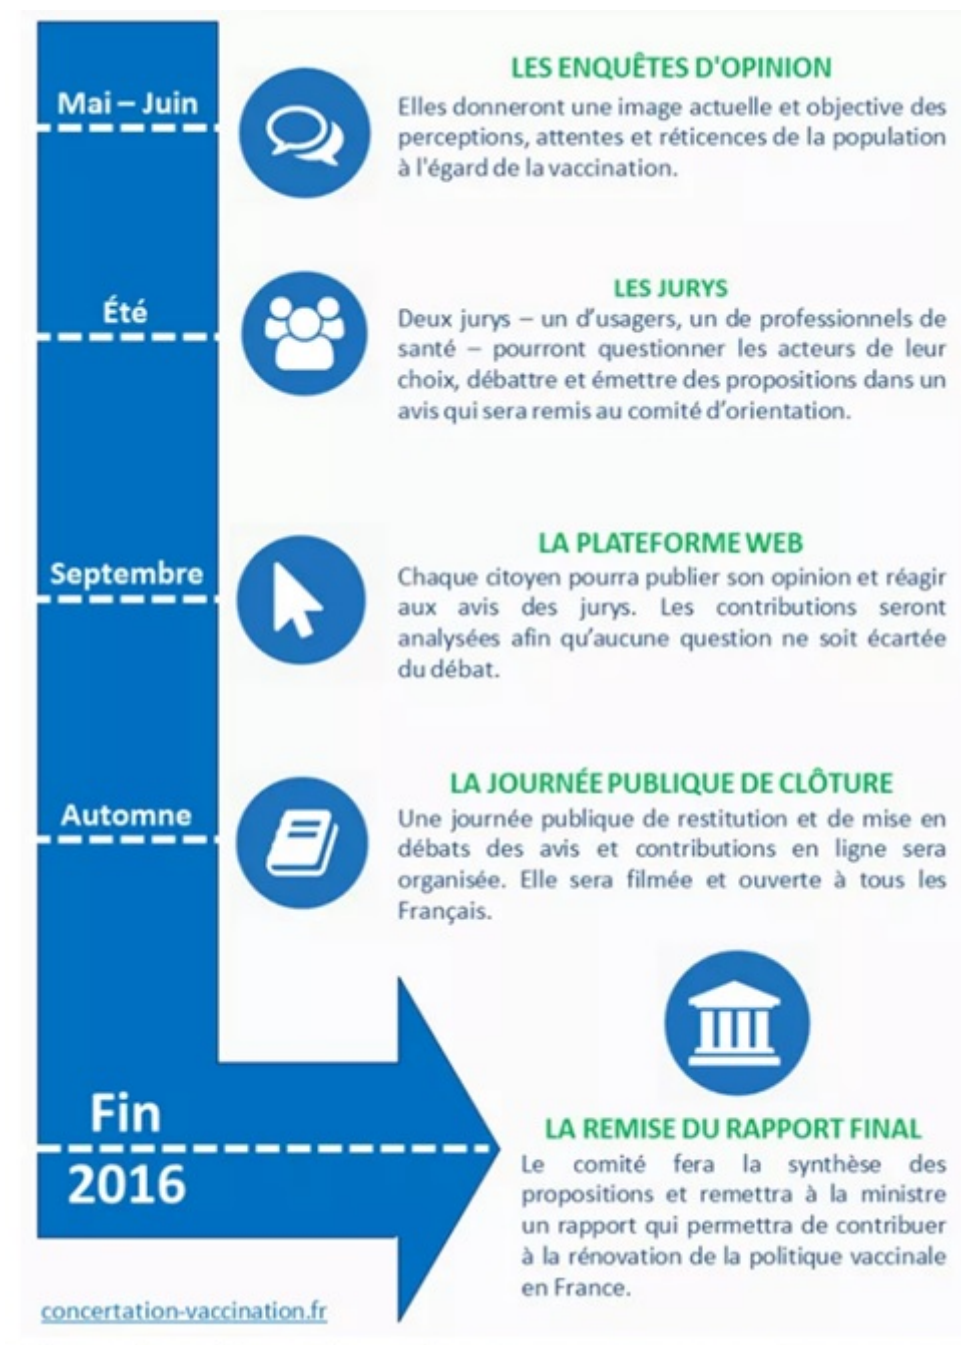 Mai – Juin
LES ENQUÊTES D'OPINION
Elles donneront une image actuelle et objective des
perceptions, attentes et réticences de la population
à l'égard de la vaccination.
Été
LES JURYS
Deux jurys – un d'usagers, un de professionnels de
santé – pourront questionner les acteurs de leur
choix, débattre et émettre des propositions dans un
avis qui sera remis au comité d'orientation.
Septembre
LA PLATEFORME WEB
Chaque citoyen pourra publier son opinion et réagir
aux avis des jurys. Les contributions seront
analysées afin qu'aucune question ne soit écartée
du débat.
Automne
LA JOURNÉE PUBLIQUE DE CLÔTURE
Une journée publique de restitution et de mise en
débats des avis et contributions en ligne sera
organisée. Elle sera filmée et ouverte à tous les
Français.
Fin
2016
LA REMISE DU RAPPORT FINAL
Le comité fera la synthèse des
propositions et remettra à la ministre
un rapport qui permettra de contribuer
à la rénovation de la politique vaccinale
en France.
concertation-vaccination.fr